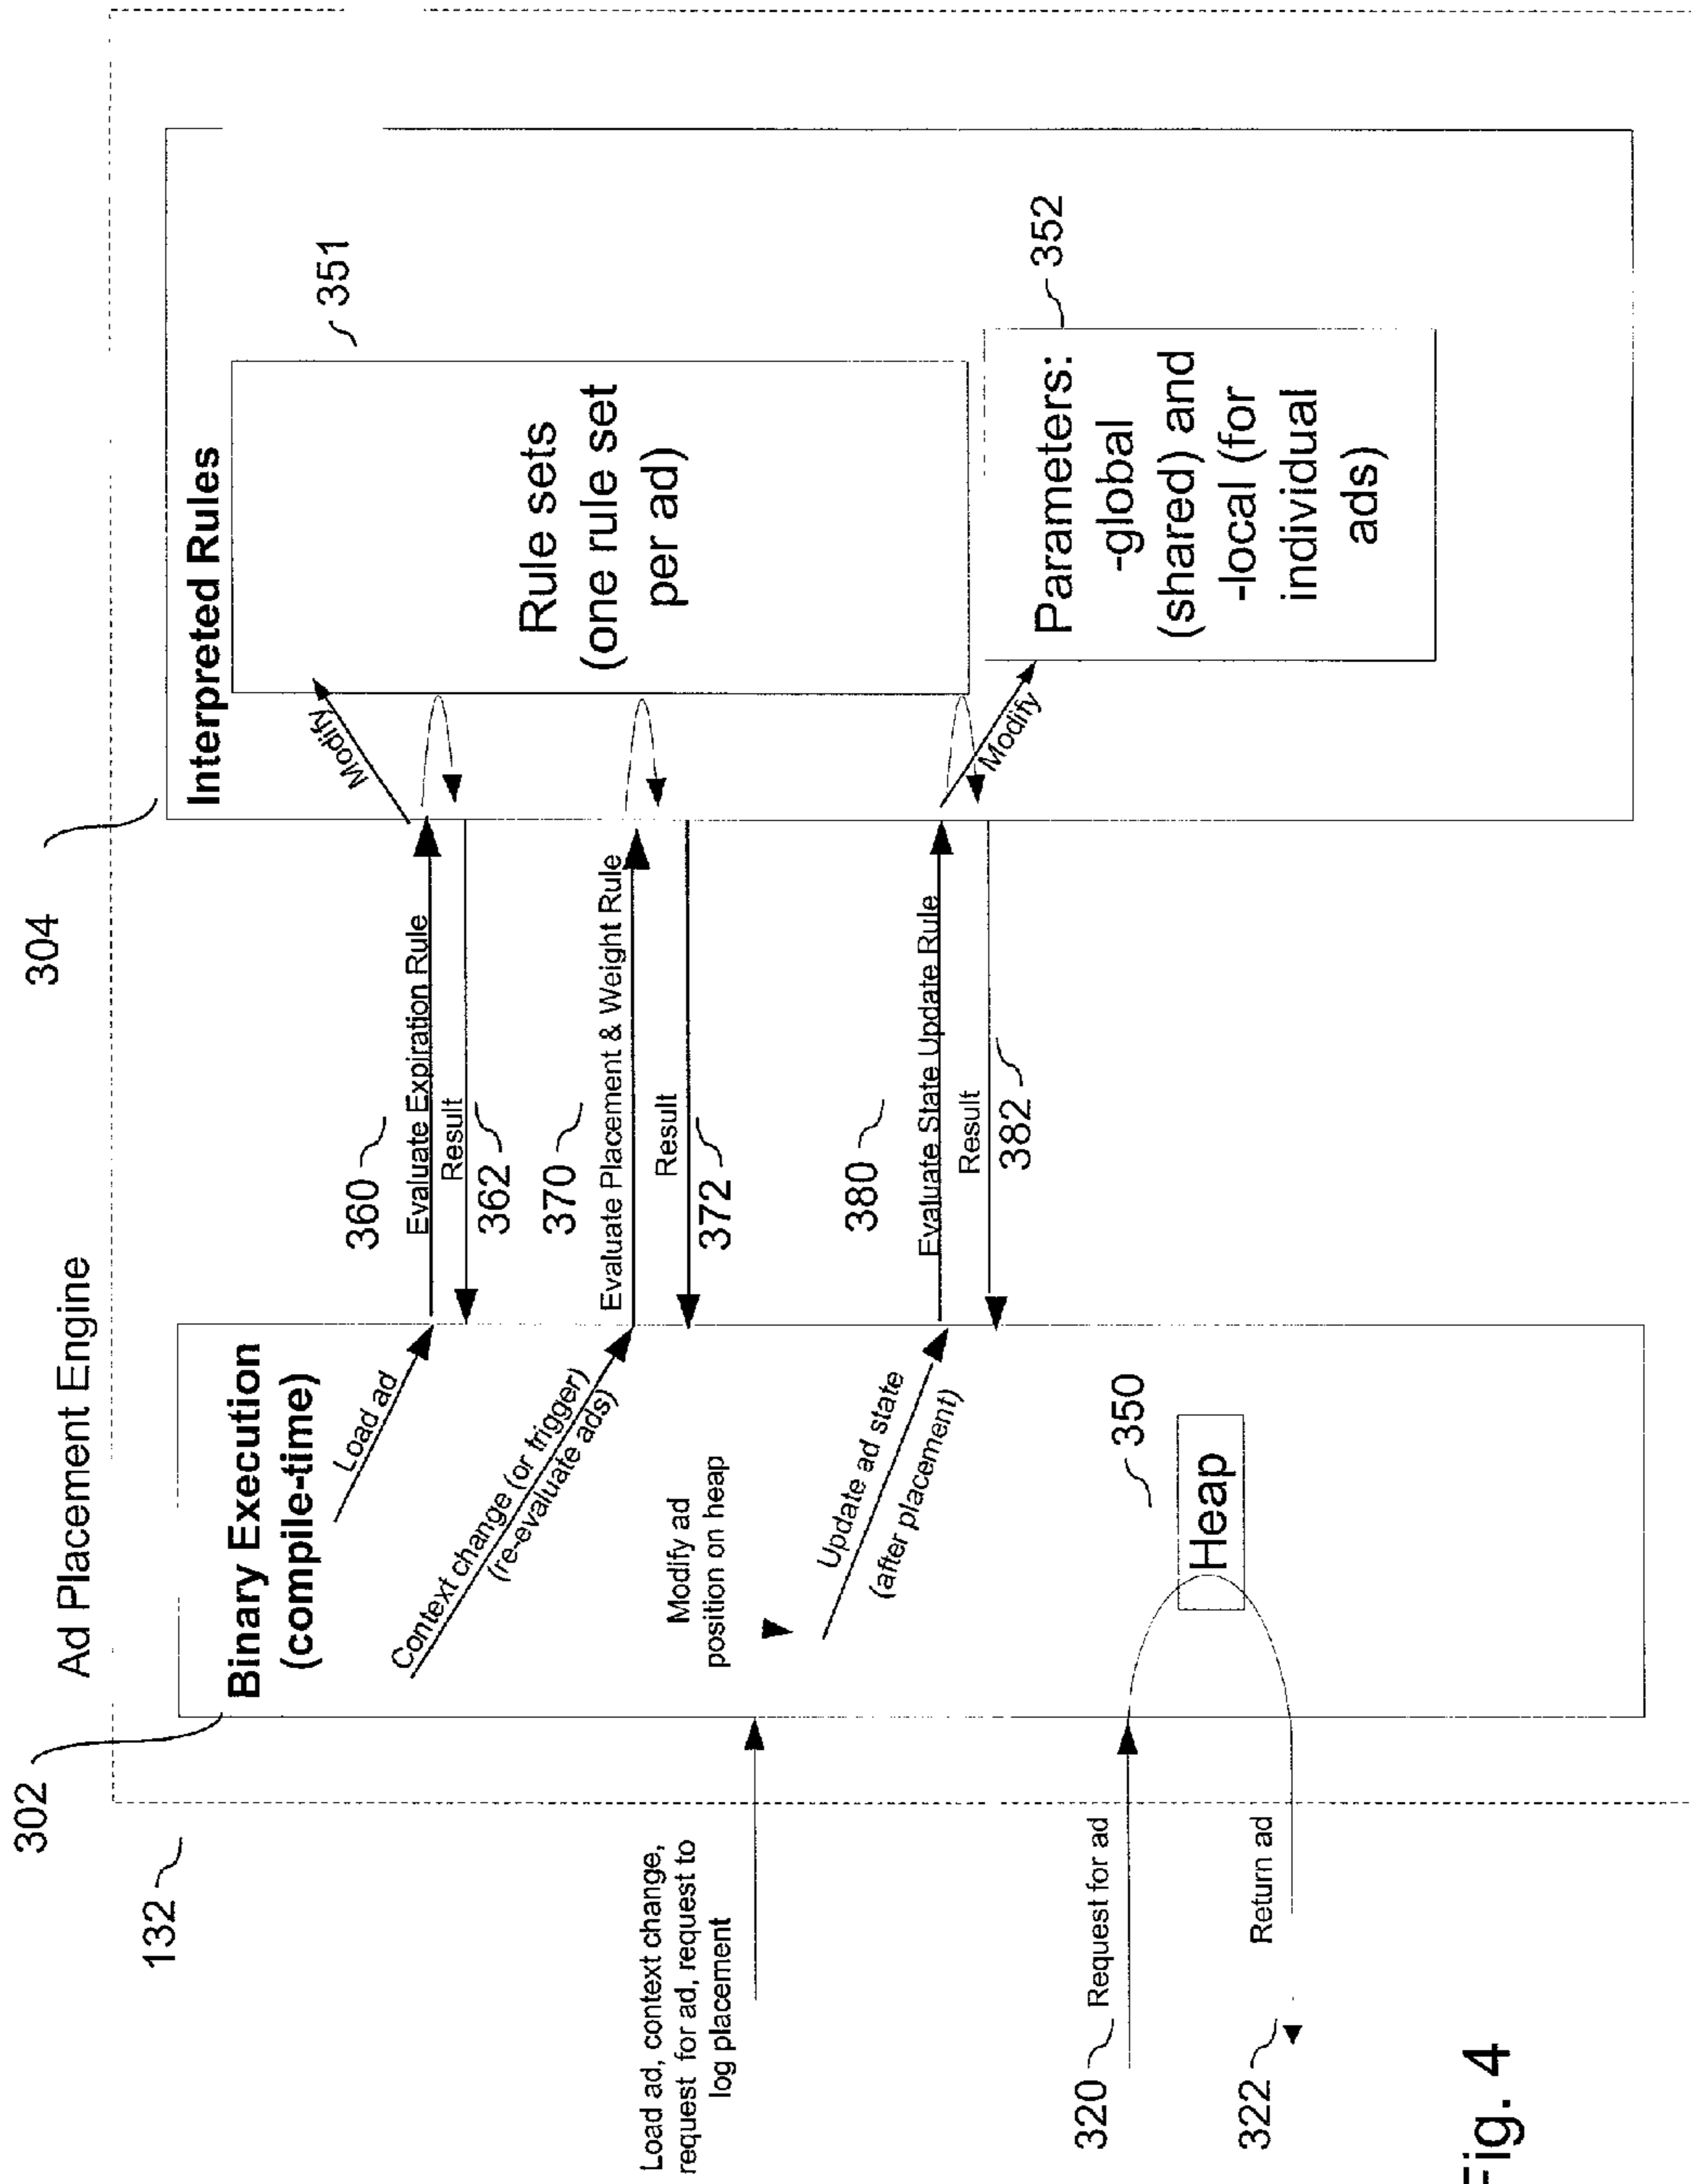 Ad Placement Engine
132
302
Binary Execution
(compile-time)
Load ad
Context change (or trigger)
(re-evaluate ads)
Modify ad
position on heap
Update ad state
(after placement)
350
Heap
Load ad, context change,
request for ad, request to
log placement
320
Request for ad
322
Return ad
360
Evaluate Expiration Rule
Result
362
370
Evaluate Placement & Weight Rule
Result
372
380
Evaluate State Update Rule
Result
382
304
Interpreted Rules
Modify
351
Rule sets
(one rule set
per ad)
Modify
352
Parameters:
-global
(shared) and
-local (for
individual
ads)
Fig. 4